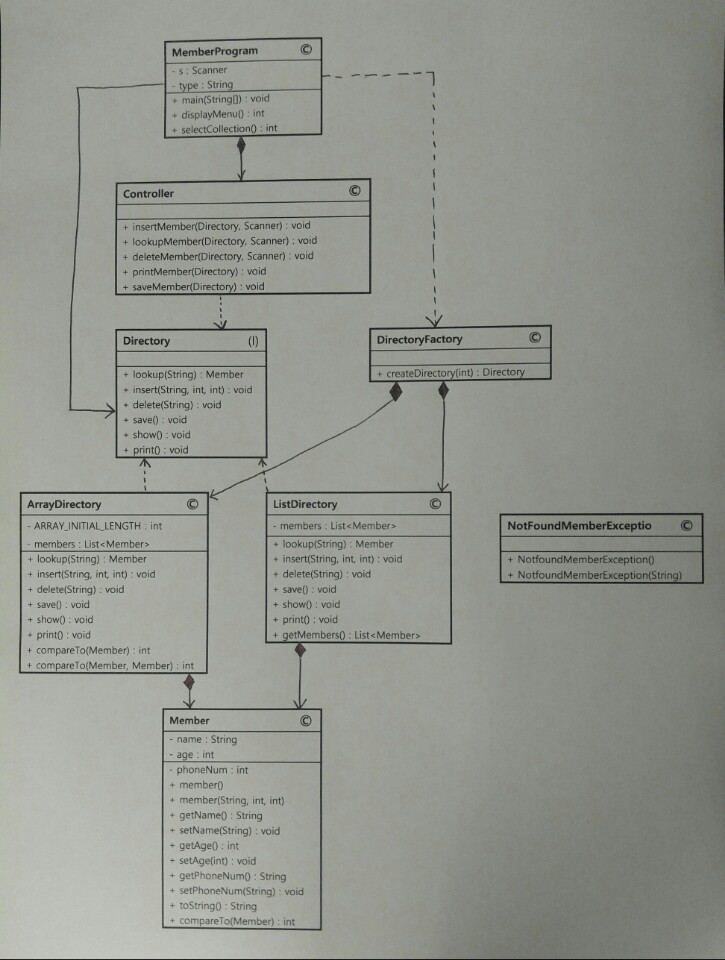 MemberProgram ©
- s : Scanner
- type : String
+ main(String[]) : void
+ displayMenu() : int
+ selectCollection() : int
Controller ©
+ insertMember(Directory, Scanner) : void
+ lookupMember(Directory, Scanner) : void
+ deleteMember(Directory, Scanner) : void
+ printMember(Directory) : void
+ saveMember(Directory) : void
Directory (I)
+ lookup(String) : Member
+ insert(String, int, int) : void
+ delete(String) : void
+ save() : void
+ show() : void
+ print() : void
DirectoryFactory ©
+ createDirectory(int) : Directory
ArrayDirectory ©
- ARRAY_INITIAL_LENGTH : int
- members : List<Member>
+ lookup(String) : Member
+ insert(String, int, int) : void
+ delete(String) : void
+ save() : void
+ show() : void
+ print() : void
+ compareTo(Member) : int
+ compareTo(Member, Member) : int
ListDirectory ©
- members : List<Member>
+ lookup(String) : Member
+ insert(String, int, int) : void
+ delete(String) : void
+ save() : void
+ show() : void
+ print() : void
+ getMembers() : List<Member>
NotFoundMemberExceptio ©
+ NotfoundMemberException()
+ NotfoundMemberException(String)
Member ©
- name : String
- age : int
- phoneNum : int
+ member()
+ member(String, int, int)
+ getName() : String
+ setName(String) : void
+ getAge() : int
+ setAge(int) : void
+ getPhoneNum() : String
+ setPhoneNum(String) : void
+ toString() : String
+ compareTo(Member) : int